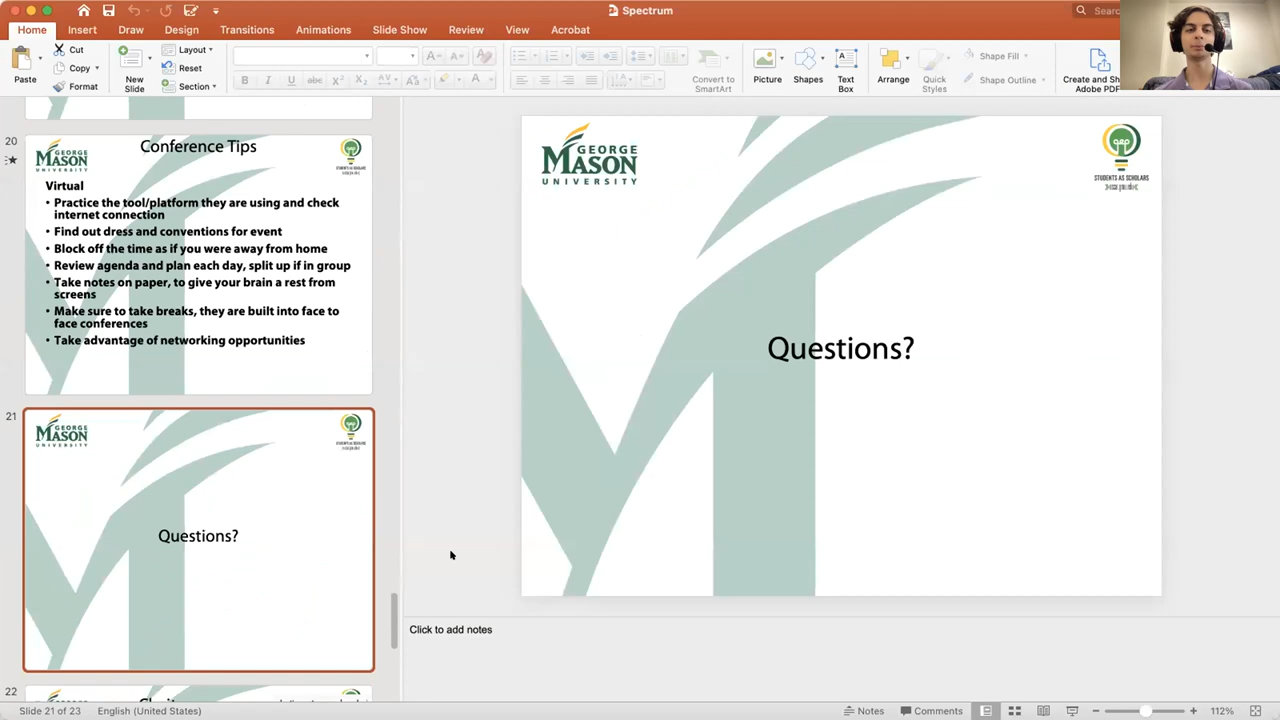 Spectrum
Searc
Home
Insert
Draw
Design
Transitions
Animations
Slide Show
Review
View
Acrobat
Paste
Cut
Copy
Format
New
Slide
Layout
Reset
Section
Convert to
SmartArt
Picture
Shapes
Text
Box
Arrange
Quick
Styles
Shape Fill
Shape Outline
Create and Sh
Adobe PDF
20
GEORGE
MASON
UNIVERSITY
Conference Tips
Virtual
• Practice the tool/platform they are using and check
internet connection
• Find out dress and conventions for event
• Block off the time as if you were away from home
• Review agenda and plan each day, split up if in group
• Take notes on paper, to give your brain a rest from
screens
• Make sure to take breaks, they are built into face to
face conferences
• Take advantage of networking opportunities
21
GEORGE
MASON
UNIVERSITY
Questions?
22
GEORGE
MASON
UNIVERSITY
STUDENTS AS SCHOLARS
Questions?
Click to add notes
Slide 21 of 23
English (United States)
Notes
Comments
112%